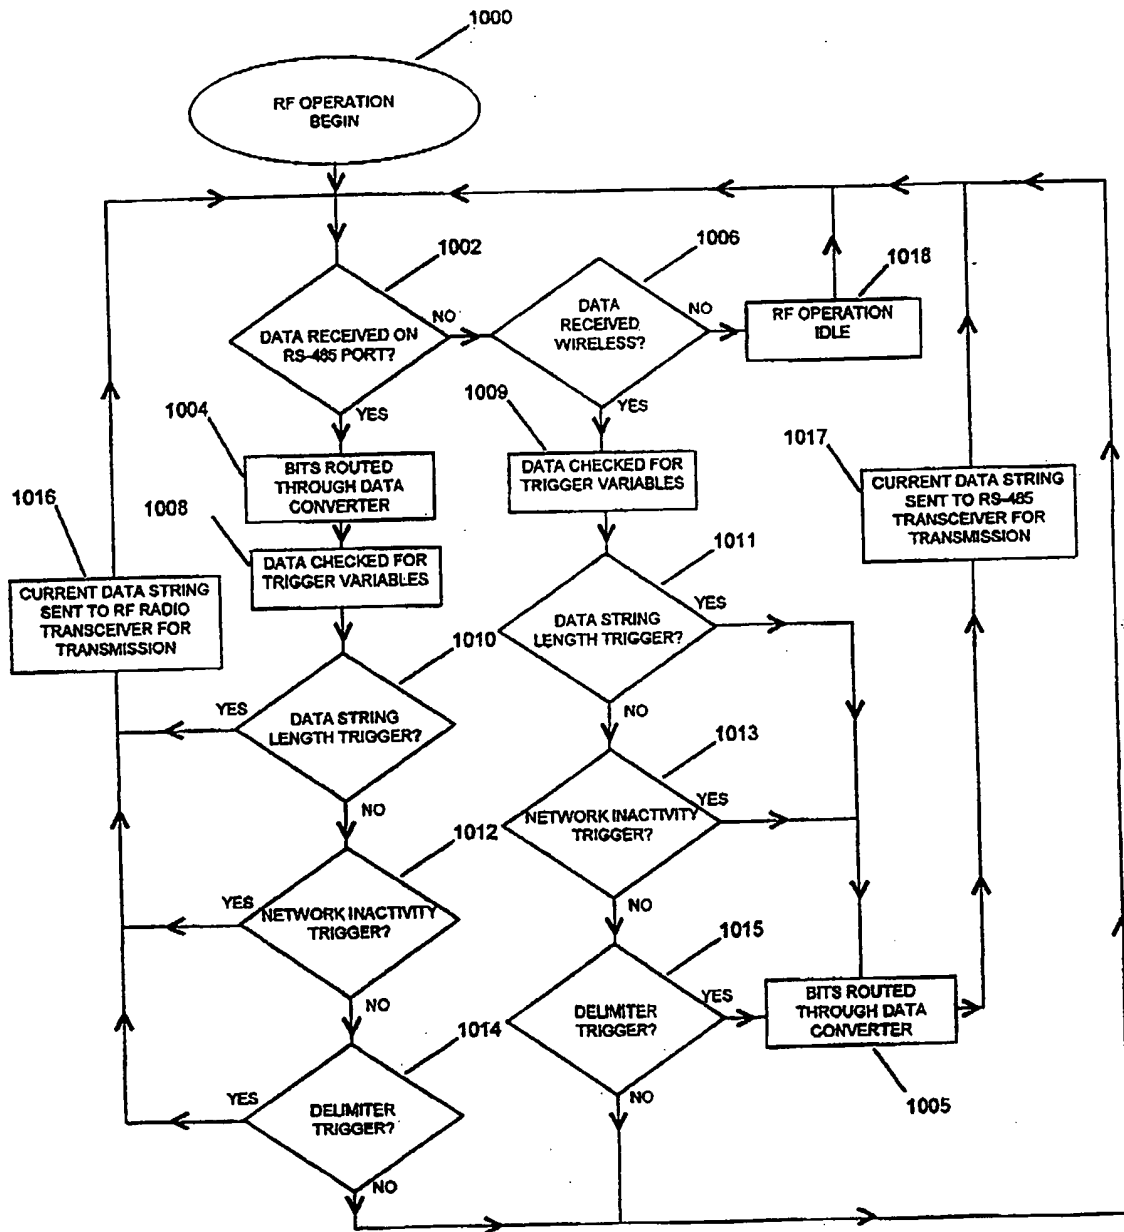 1000
RF OPERATION
BEGIN
1002
DATA RECEIVED ON
RS-485 PORT?
NO
YES
1006
DATA
RECEIVED
WIRELESS?
NO
YES
1018
RF OPERATION
IDLE
1004
BITS ROUTED
THROUGH DATA
CONVERTER
1009
DATA CHECKED FOR
TRIGGER VARIABLES
1017
CURRENT DATA STRING
SENT TO RS-485
TRANSCEIVER FOR
TRANSMISSION
1016
CURRENT DATA STRING
SENT TO RF RADIO
TRANSCEIVER FOR
TRANSMISSION
1008
DATA CHECKED FOR
TRIGGER VARIABLES
1011
DATA STRING
LENGTH TRIGGER?
YES
NO
1010
DATA STRING
LENGTH TRIGGER?
YES
NO
1013
NETWORK INACTIVITY
TRIGGER?
YES
NO
1012
NETWORK INACTIVITY
TRIGGER?
YES
NO
1015
DELIMITER
TRIGGER?
YES
NO
BITS ROUTED
THROUGH DATA
CONVERTER
1005
1014
DELIMITER
TRIGGER?
YES
NO